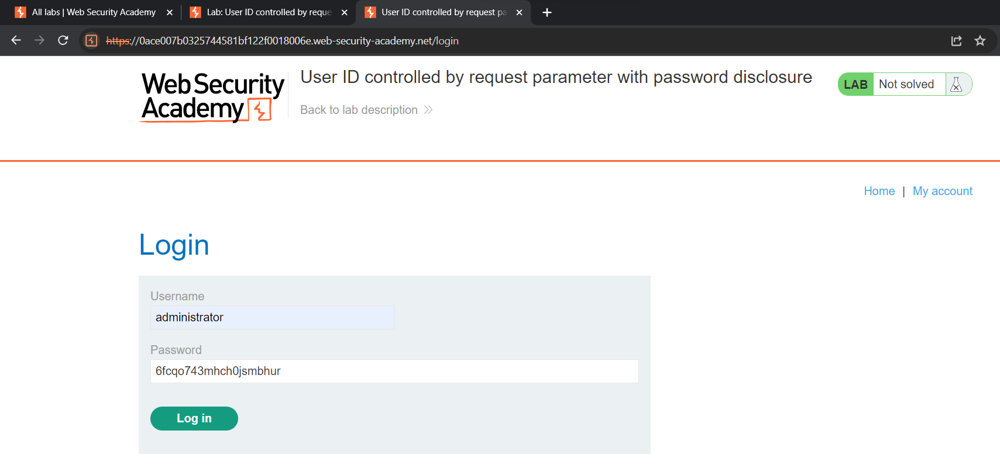 All labs | Web Security Academy
Lab: User ID controlled by reque
User ID controlled by request pa
https://0ace007b0325744581bf122f0018006e.web-security-academy.net/login
Web Security
Academy
User ID controlled by request parameter with password disclosure
Back to lab description
LAB Not solved
Home | My account
Login
Username
administrator
Password
6fcqo743mhch0jsmbhur
Log in